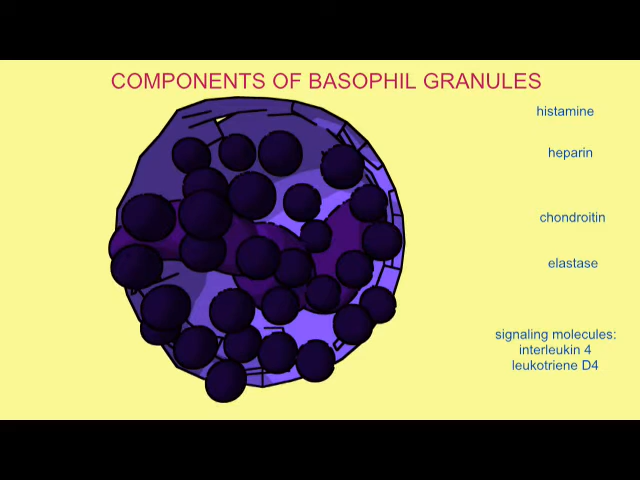 COMPONENTS OF BASOPHIL GRANULES
histamine
heparin
chondroitin
elastase
signaling molecules:
interleukin 4
leukotriene D4